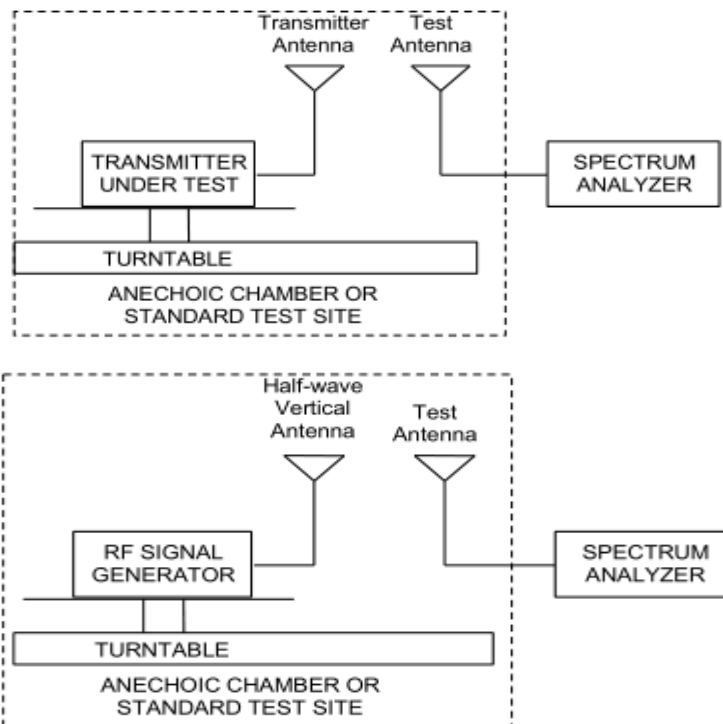 Transmitter
Antenna
Test
Antenna
TRANSMITTER
UNDER TEST
SPECTRUM
ANALYZER
TURNTABLE
ANECHOIC CHAMBER OR
STANDARD TEST SITE
Half-wave
Vertical
Antenna
Test
Antenna
RF SIGNAL
GENERATOR
SPECTRUM
ANALYZER
TURNTABLE
ANECHOIC CHAMBER OR
STANDARD TEST SITE